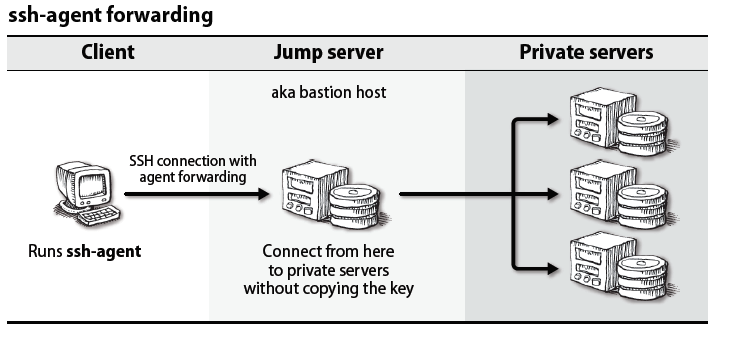 ssh-agent forwarding
Client
Jump server
Private servers
aka bastion host
SSH connection with
agent forwarding
Runs ssh-agent
Connect from here
to private servers
without copying the key